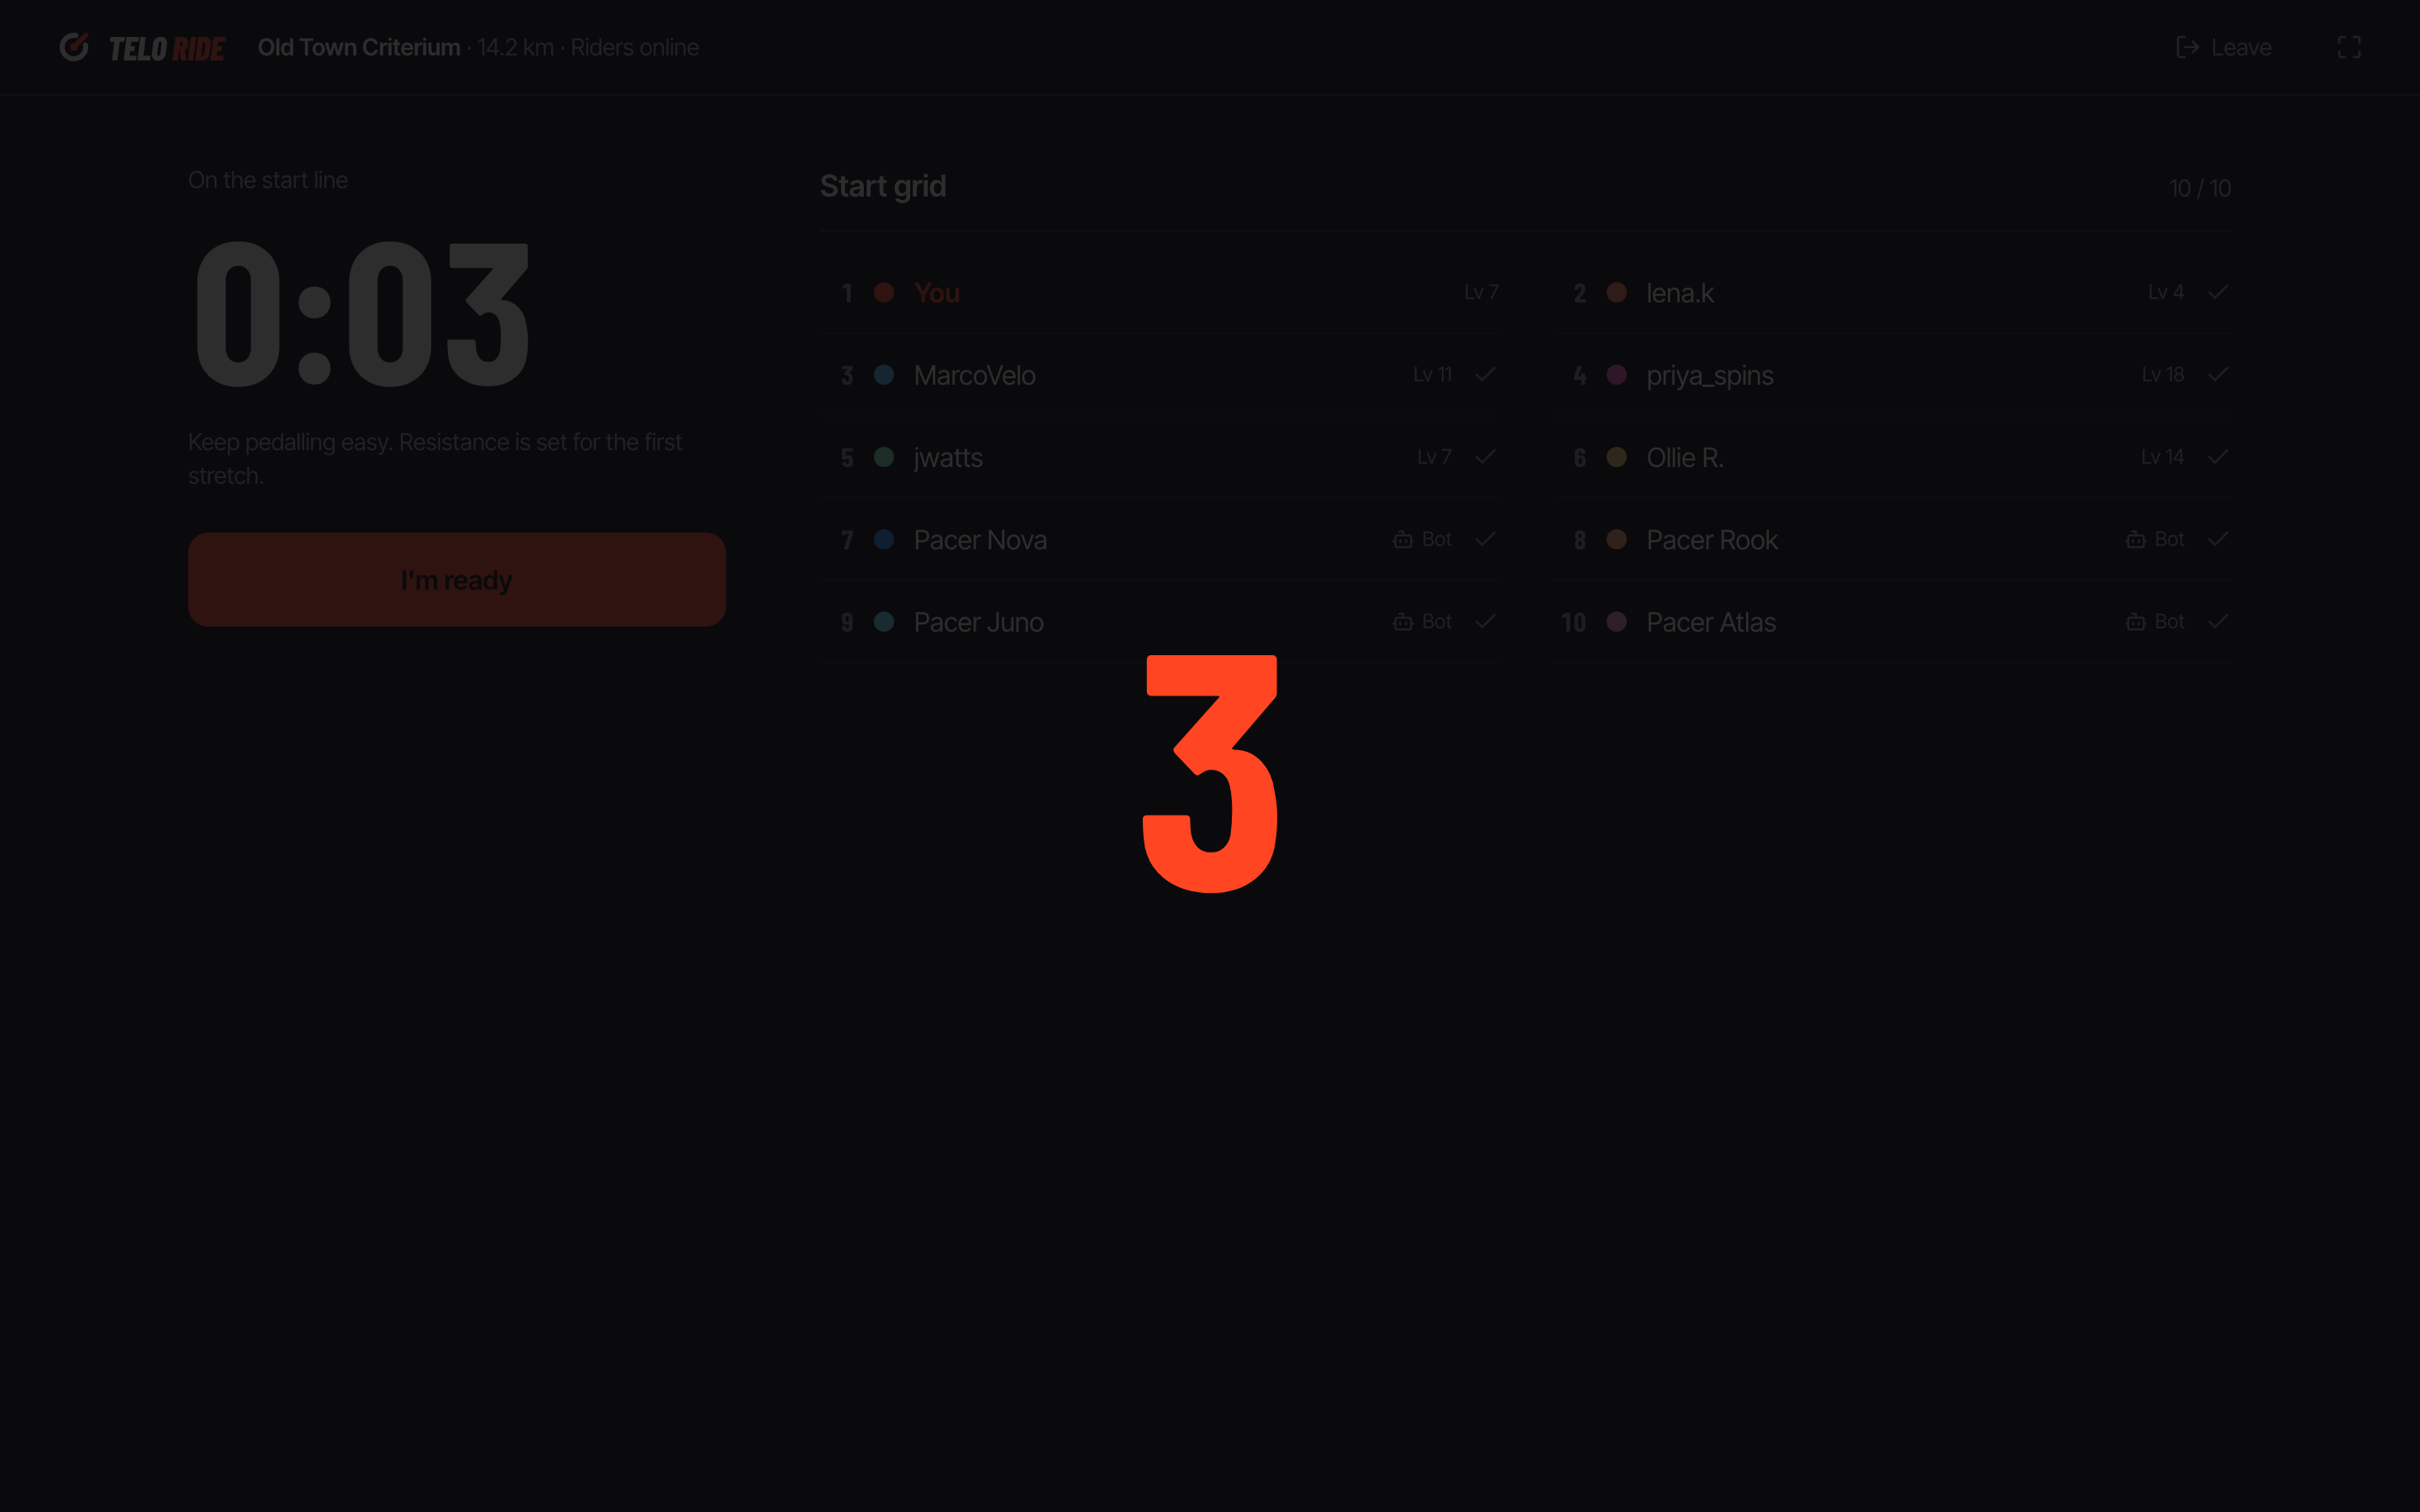 TELO RIDE
Old Town Criterium · 14.2 km · Riders online
Leave
On the start line
0:03
Keep pedalling easy. Resistance is set for the first
stretch.
I'm ready
Start grid
10 / 10
1 You Lv 7
2 lena.k Lv 4
3 MarcoVelo Lv 11
4 priya_spins Lv 18
5 jwatts Lv 7
6 Ollie R. Lv 14
7 Pacer Nova Bot
8 Pacer Rook Bot
9 Pacer Juno Bot
10 Pacer Atlas Bot
3